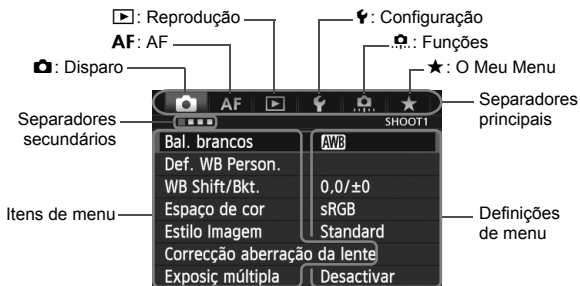 : Reprodução
: Configuração
AF: AF
: Funções
: Disparo
★: O Meu Menu
AF
SHOOT1
Separadores
principais
Separadores
secundários
Bal. brancos AWB
Def. WB Person.
WB Shift/Bkt. 0,0/±0
Itens de menu
Espaço de cor sRGB
Definições
de menu
Estilo Imagem Standard
Correcção aberração da lente
Exposiç múltipla Desactivar